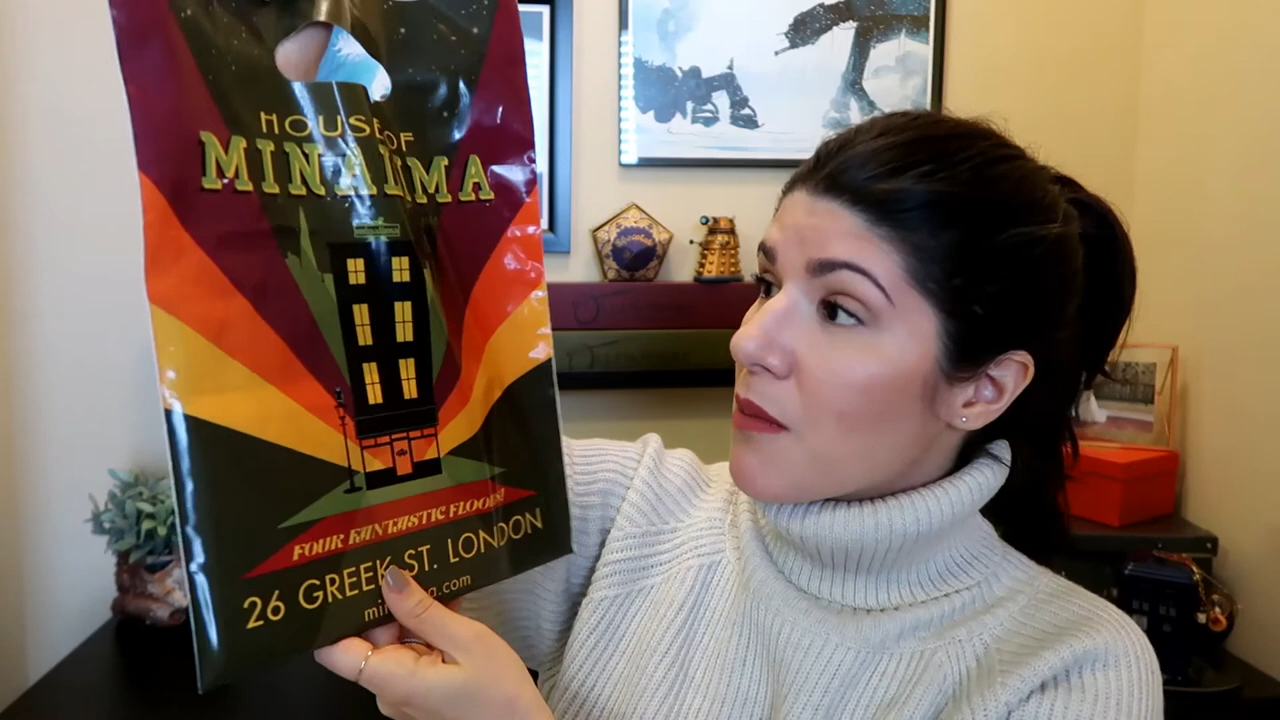 HOUSE OF
MINALIMA
FOUR FANTASTIC FLOORS!
26 GREEK ST. LONDON